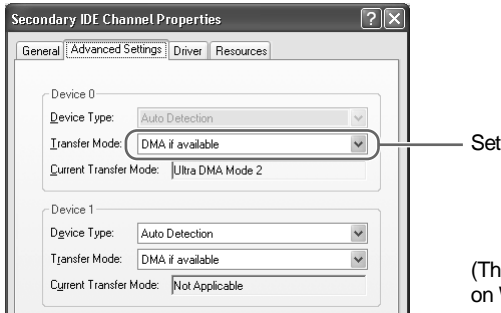 Secondary IDE Channel Properties
General Advanced Settings Driver Resources
Device 0
Device Type: Auto Detection
Transfer Mode: DMA if available
Set
Current Transfer Mode: Ultra DMA Mode 2
Device 1
Device Type: Auto Detection
Transfer Mode: DMA if available
(Th
Current Transfer Mode: Not Applicable
on